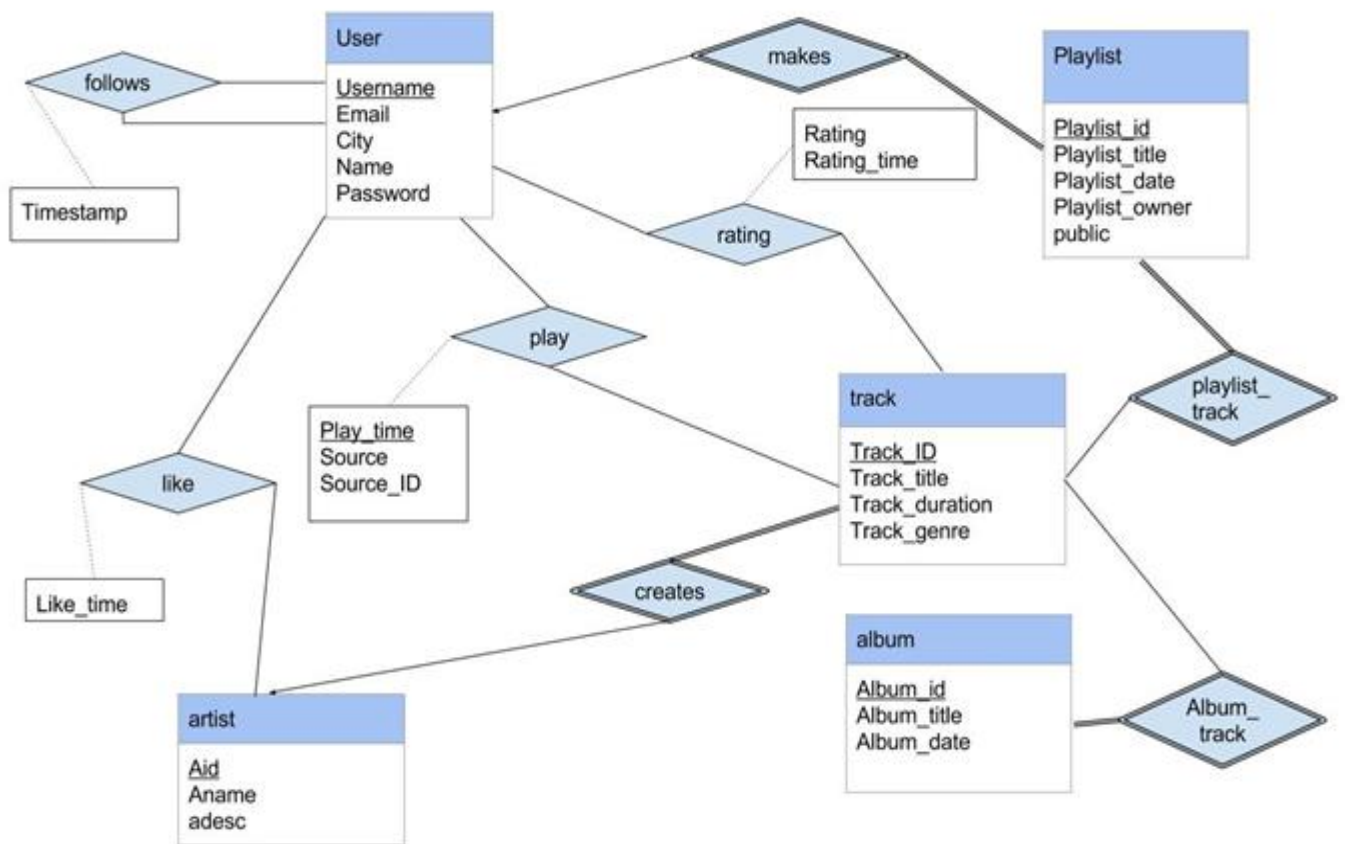 User
Username
Email
City
Name
Password
follows
Timestamp
makes
Playlist
Playlist_id
Playlist_title
Playlist_date
Playlist_owner
public
Rating
Rating_time
rating
play
Play_time
Source
Source_ID
like
Like_time
track
Track_ID
Track_title
Track_duration
Track_genre
playlist_
track
creates
album
Album_id
Album_title
Album_date
Album_
track
artist
Aid
Aname
adesc